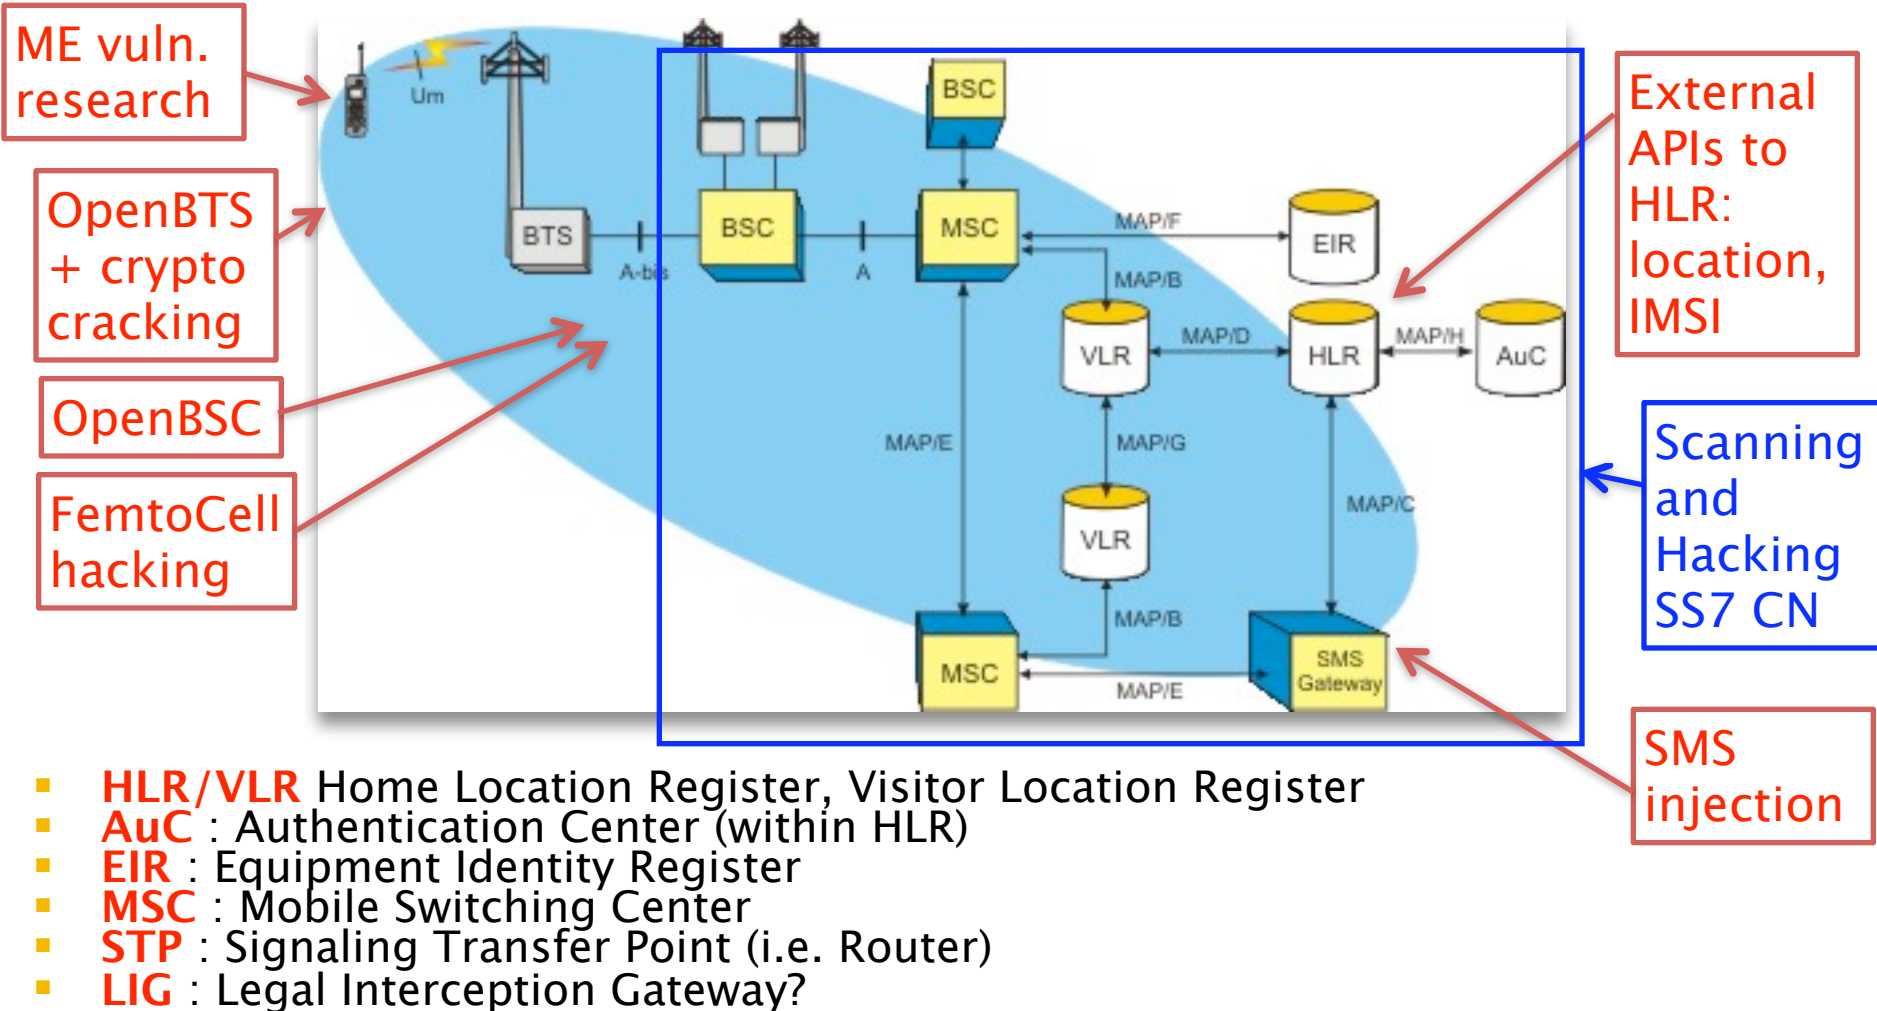 ME vuln.
research
OpenBTS
+ crypto
cracking
OpenBSC
FemtoCell
hacking
Um
BSC
BTS
A-bis
BSC
A
MSC
MAP/F
EIR
MAP/B
VLR
MAP/D
HLR
MAP/H
AuC
MAP/E
MAP/G
MAP/C
VLR
MAP/B
MSC
MAP/E
SMS
Gateway
External
APIs to
HLR:
location,
IMSI
Scanning
and
Hacking
SS7 CN
SMS
injection
▪ HLR/VLR Home Location Register, Visitor Location Register
▪ AuC : Authentication Center (within HLR)
▪ EIR : Equipment Identity Register
▪ MSC : Mobile Switching Center
▪ STP : Signaling Transfer Point (i.e. Router)
▪ LIG : Legal Interception Gateway?